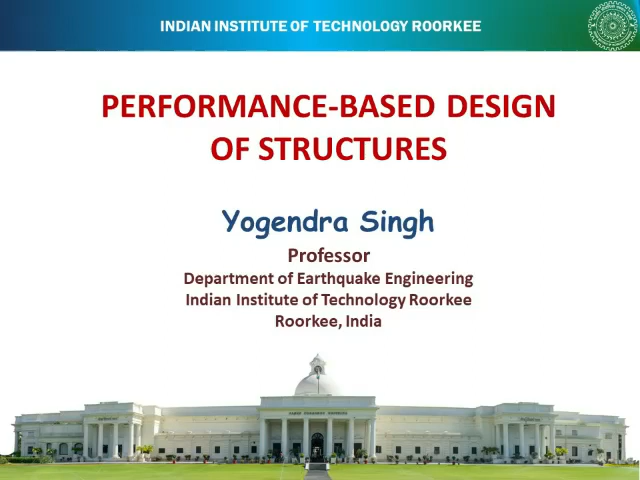 INDIAN INSTITUTE OF TECHNOLOGY ROORKEE
PERFORMANCE-BASED DESIGN
OF STRUCTURES
Yogendra Singh
Professor
Department of Earthquake Engineering
Indian Institute of Technology Roorkee
Roorkee, India